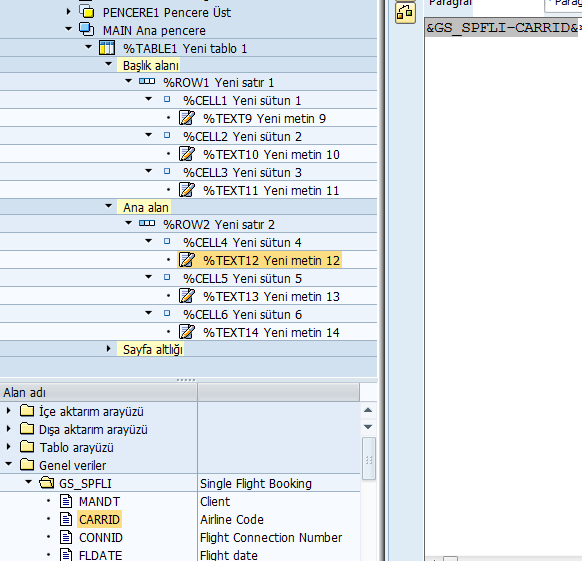 PENCERE1 Pencere Üst
MAIN Ana pencere
%TABLE1 Yeni tablo 1
Başlık alanı
%ROW1 Yeni satır 1
%CELL1 Yeni sütun 1
%TEXT9 Yeni metin 9
%CELL2 Yeni sütun 2
%TEXT10 Yeni metin 10
%CELL3 Yeni sütun 3
%TEXT11 Yeni metin 11
Ana alan
%ROW2 Yeni satır 2
%CELL4 Yeni sütun 4
%TEXT12 Yeni metin 12
%CELL5 Yeni sütun 5
%TEXT13 Yeni metin 13
%CELL6 Yeni sütun 6
%TEXT14 Yeni metin 14
Sayfa altlığı
Alan adı
İçe aktarım arayüzü
Dışa aktarım arayüzü
Tablo arayüzü
Genel veriler
GS_SPFLI Single Flight Booking
MANDT Client
CARRID Airline Code
CONNID Flight Connection Number
FLDATE Flight date
Paragraf
&GS_SPFLI-CARRID&